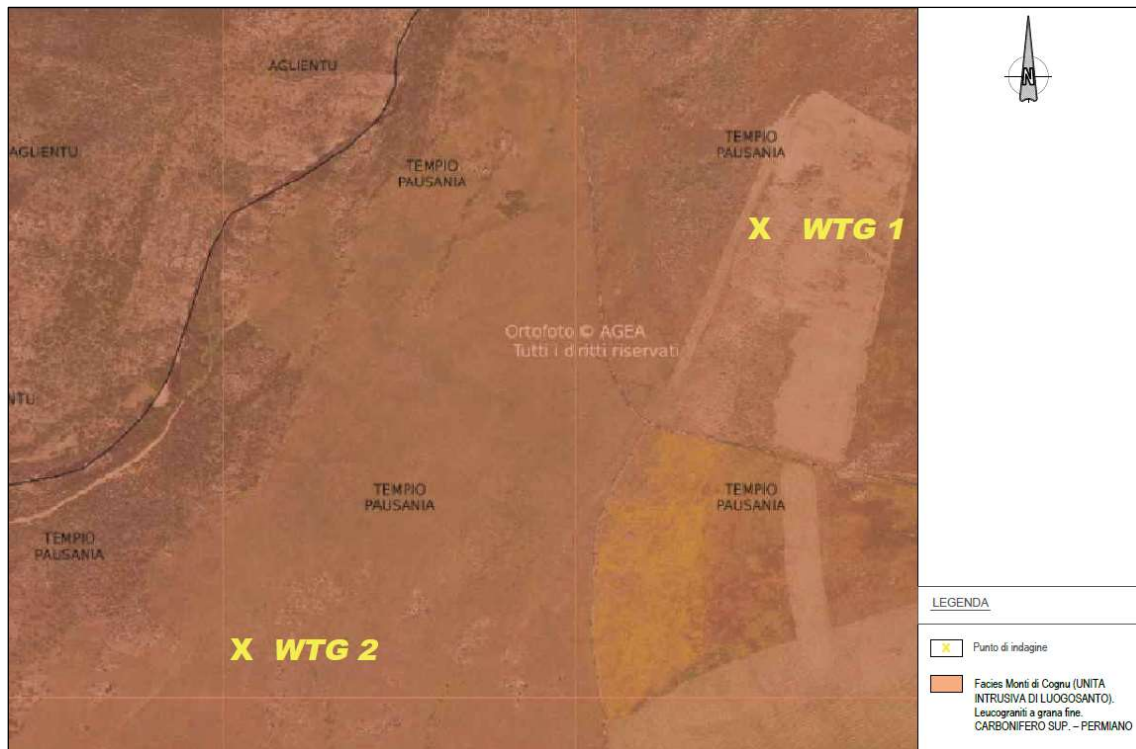 AGLIENTU
AGLIENTU
TEMPIO
PAUSANIA
TEMPIO
PAUSANIA
X WTG 1
Ortofoto © AGEA
Tutti i diritti riservati
NTU
TEMPIO
PAUSANIA
TEMPIO
PAUSANIA
TEMPIO
PAUSANIA
X WTG 2
N
LEGENDA
X Punto di indagine
Facies Monti di Cognu (UNITA
INTRUSIVA DI LUOGOSANTO).
Leucograniti a grana fine.
CARBONIFERO SUP. – PERMIANO